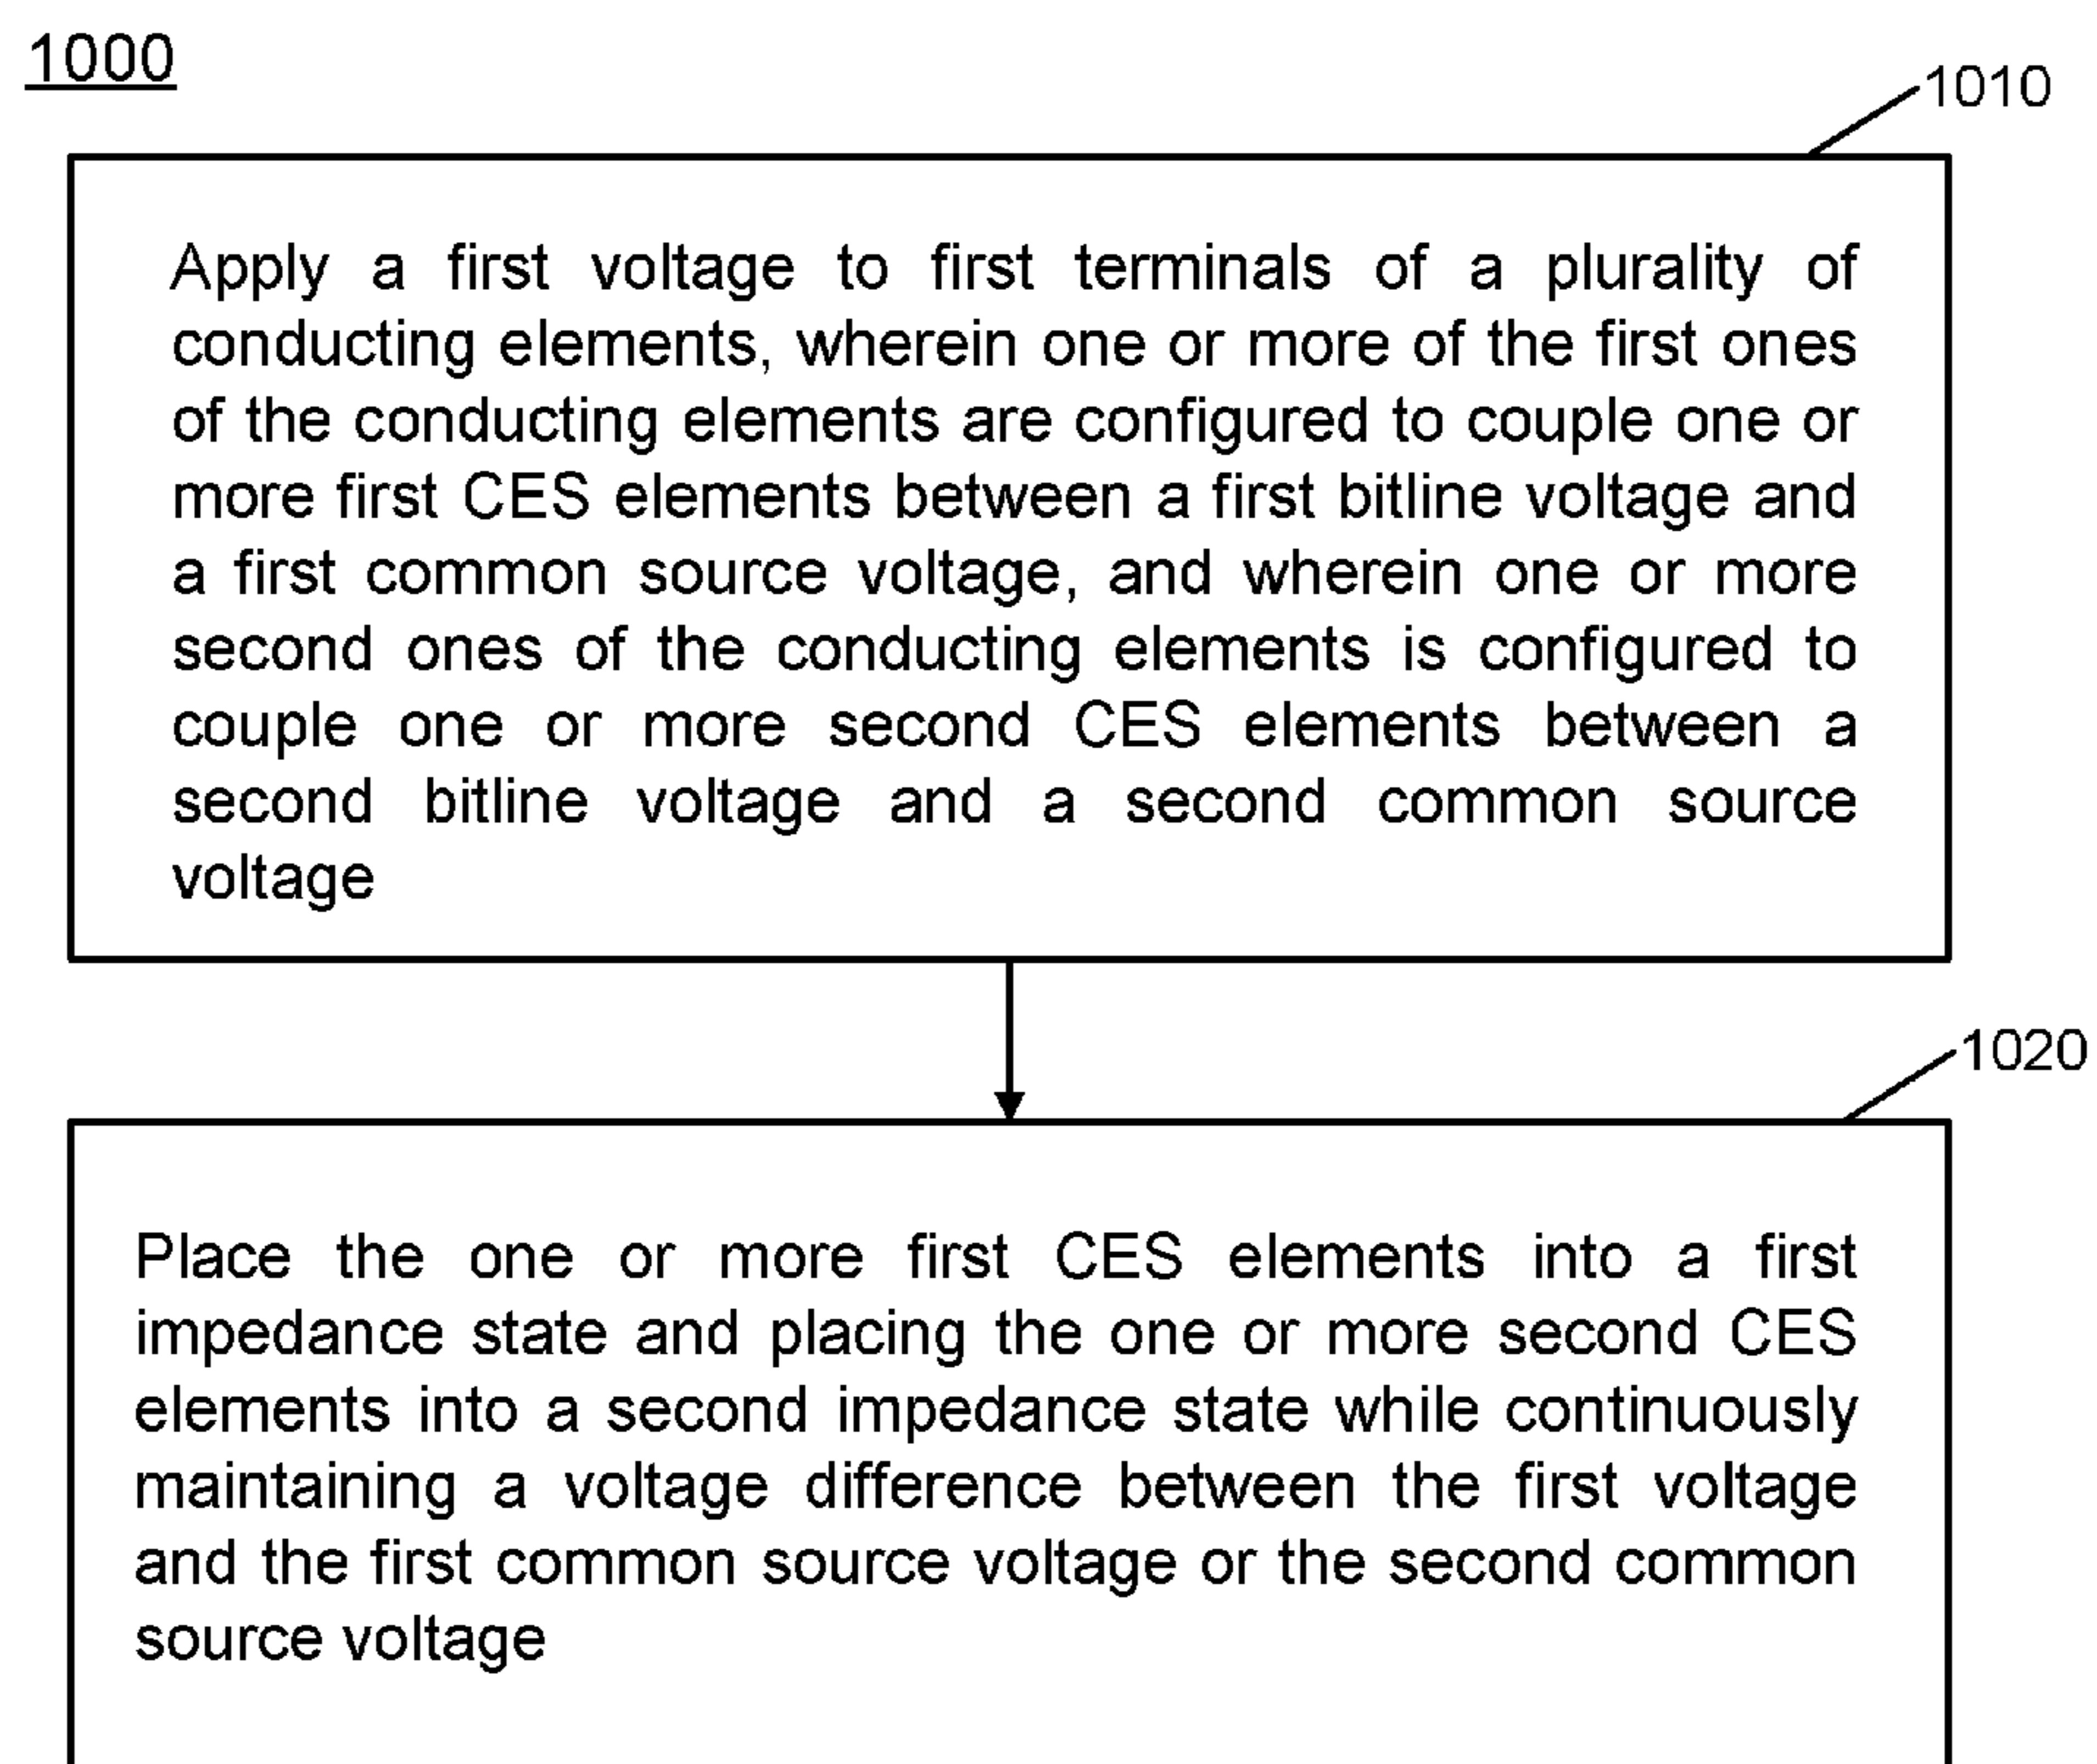 1000
1010
Apply a first voltage to first terminals of a plurality of
conducting elements, wherein one or more of the first ones
of the conducting elements are configured to couple one or
more first CES elements between a first bitline voltage and
a first common source voltage, and wherein one or more
second ones of the conducting elements is configured to
couple one or more second CES elements between a
second bitline voltage and a second common source
voltage
1020
Place the one or more first CES elements into a first
impedance state and placing the one or more second CES
elements into a second impedance state while continuously
maintaining a voltage difference between the first voltage
and the first common source voltage or the second common
source voltage